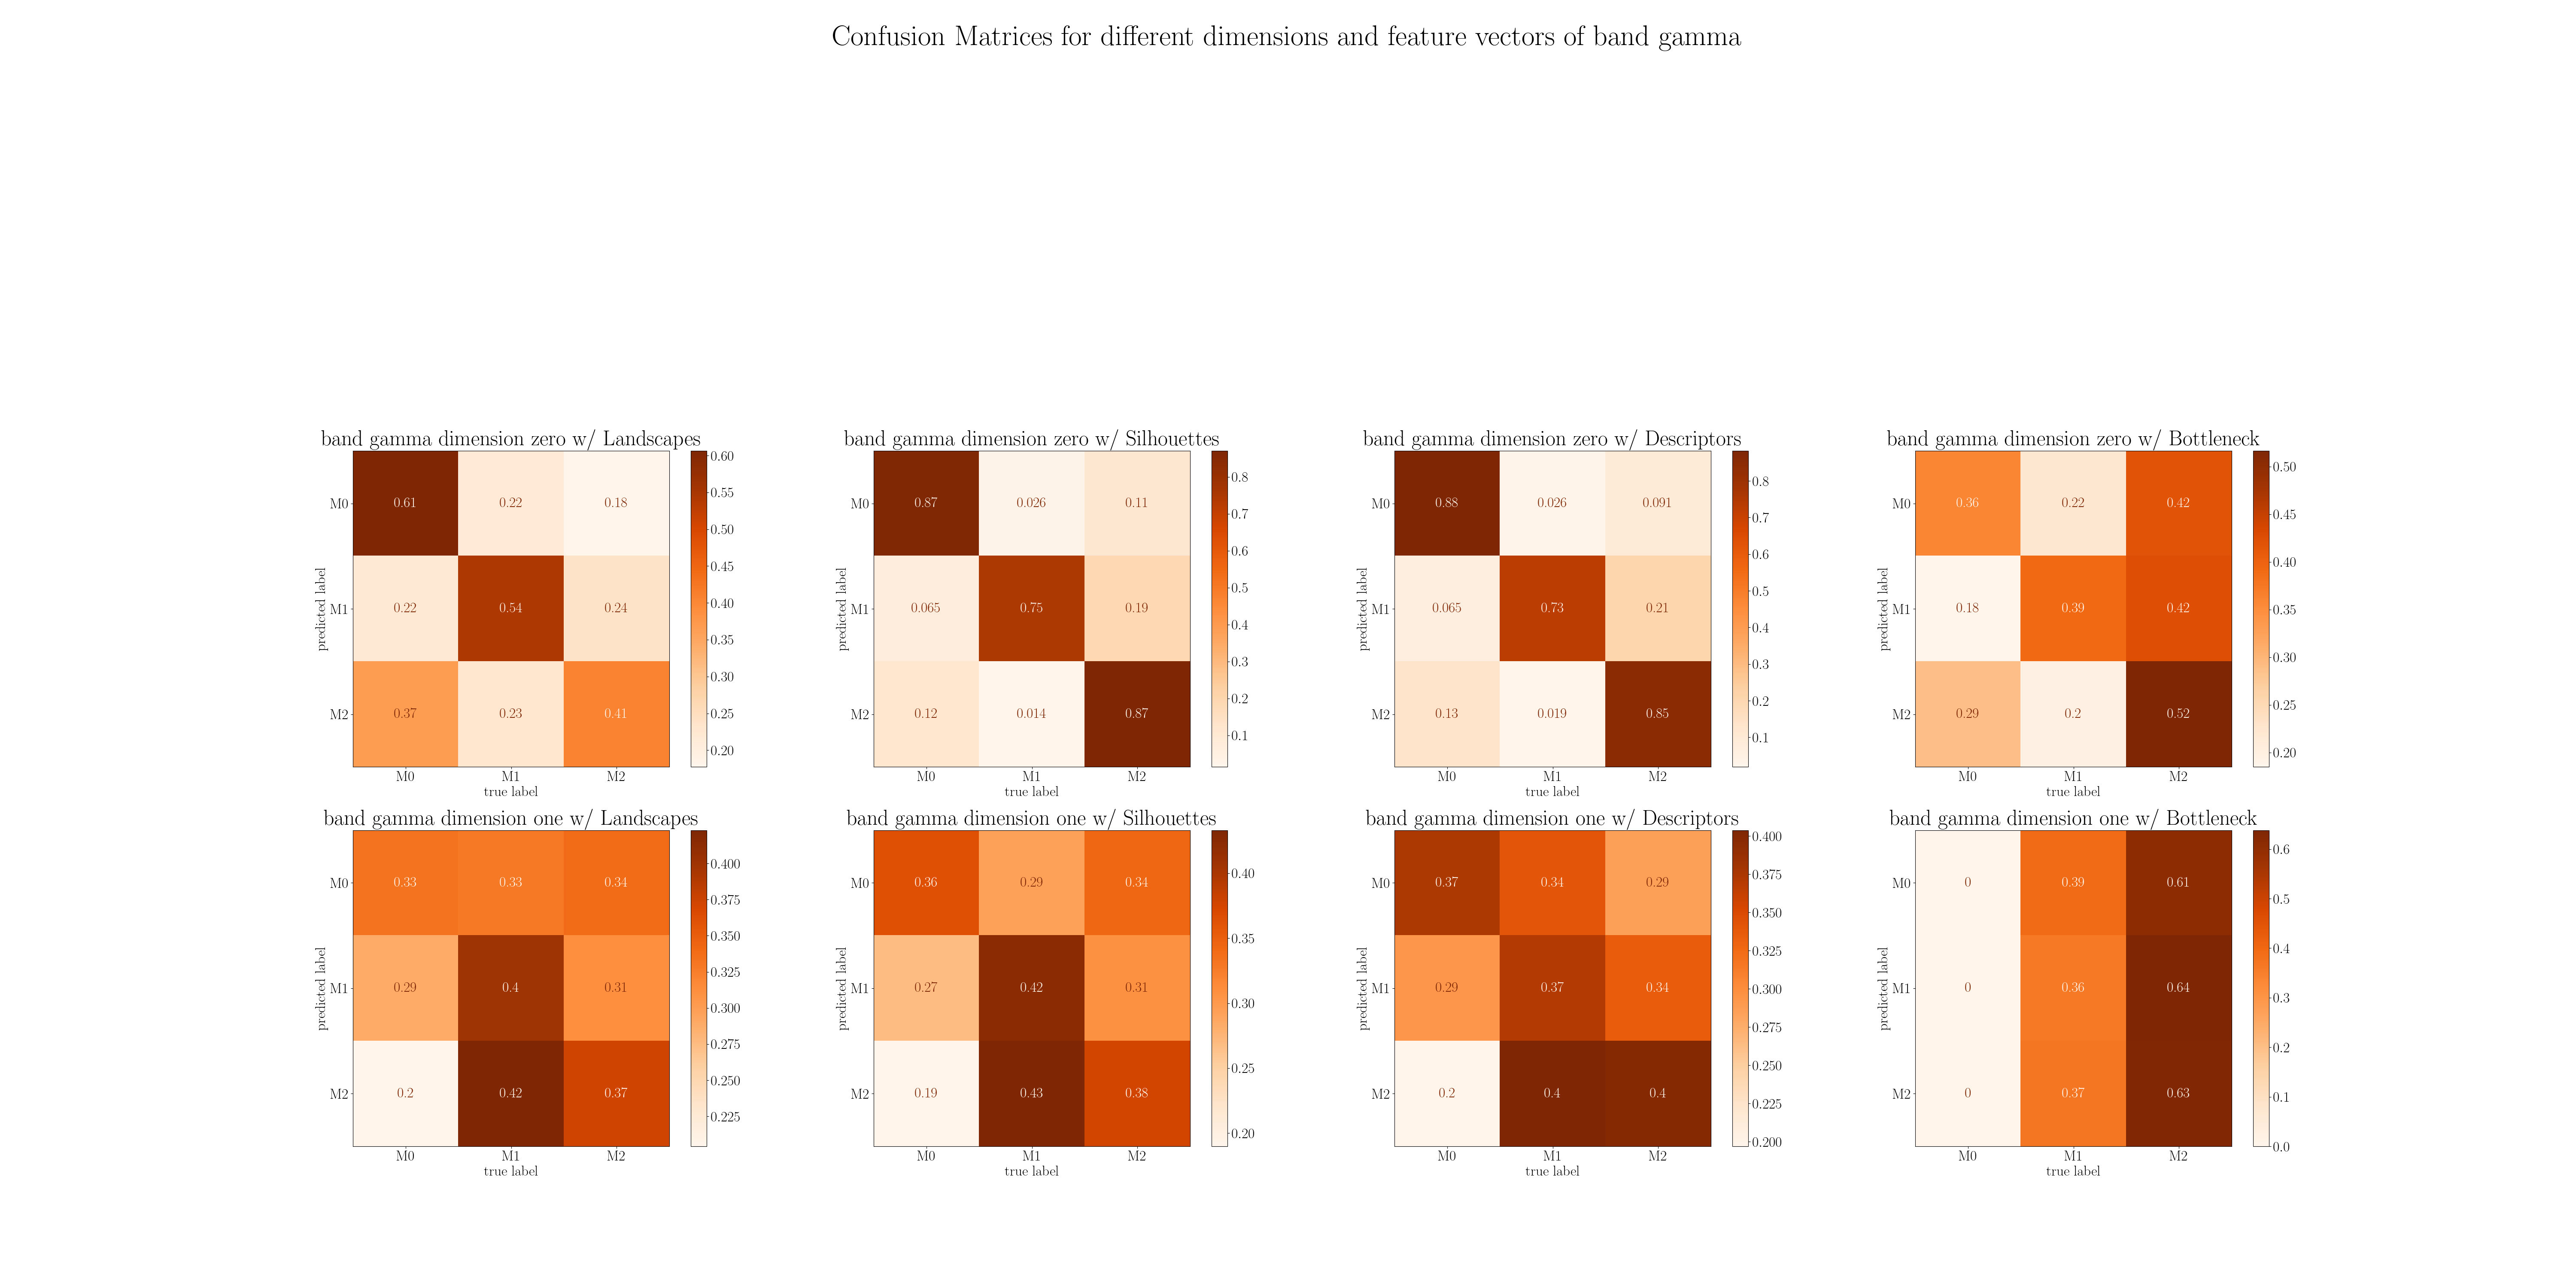 Confusion Matrices for different dimensions and feature vectors of band gamma
band gamma dimension zero w/ Landscapes
predicted label
M0 0.61 0.22 0.18
M1 0.22 0.54 0.24
M2 0.37 0.23 0.41
M0 M1 M2
true label
0.60
0.55
0.50
0.45
0.40
0.35
0.30
0.25
0.20
band gamma dimension zero w/ Silhouettes
predicted label
M0 0.87 0.026 0.11
M1 0.065 0.75 0.19
M2 0.12 0.014 0.87
M0 M1 M2
true label
0.8
0.7
0.6
0.5
0.4
0.3
0.2
0.1
band gamma dimension zero w/ Descriptors
predicted label
M0 0.88 0.026 0.091
M1 0.065 0.73 0.21
M2 0.13 0.019 0.85
M0 M1 M2
true label
0.8
0.7
0.6
0.5
0.4
0.3
0.2
0.1
band gamma dimension zero w/ Bottleneck
predicted label
M0 0.36 0.22 0.42
M1 0.18 0.39 0.42
M2 0.29 0.2 0.52
M0 M1 M2
true label
0.50
0.45
0.40
0.35
0.30
0.25
0.20
band gamma dimension one w/ Landscapes
predicted label
M0 0.33 0.33 0.34
M1 0.29 0.4 0.31
M2 0.2 0.42 0.37
M0 M1 M2
true label
0.400
0.375
0.350
0.325
0.300
0.275
0.250
0.225
band gamma dimension one w/ Silhouettes
predicted label
M0 0.36 0.29 0.34
M1 0.27 0.42 0.31
M2 0.19 0.43 0.38
M0 M1 M2
true label
0.40
0.35
0.30
0.25
0.20
band gamma dimension one w/ Descriptors
predicted label
M0 0.37 0.34 0.29
M1 0.29 0.37 0.34
M2 0.2 0.4 0.4
M0 M1 M2
true label
0.400
0.375
0.350
0.325
0.300
0.275
0.250
0.225
0.200
band gamma dimension one w/ Bottleneck
predicted label
M0 0 0.39 0.61
M1 0 0.36 0.64
M2 0 0.37 0.63
M0 M1 M2
true label
0.6
0.5
0.4
0.3
0.2
0.1
0.0